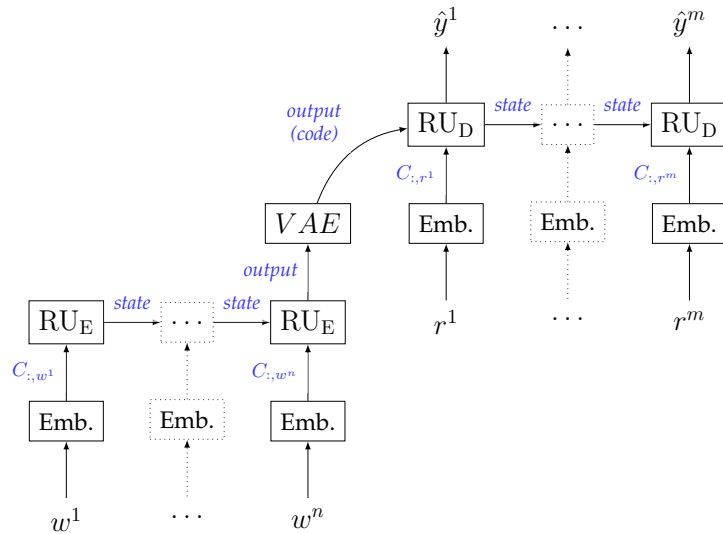 ŷ¹ ... ŷᵐ
output
(code)
RU_D state ... state RU_D
C_{:,r¹} C_{:,rᵐ}
VAE Emb. Emb. Emb.
output
RU_E state ... state RU_E r¹ ... rᵐ
C_{:,w¹} C_{:,wⁿ}
Emb. Emb. Emb.
w¹ ... wⁿ